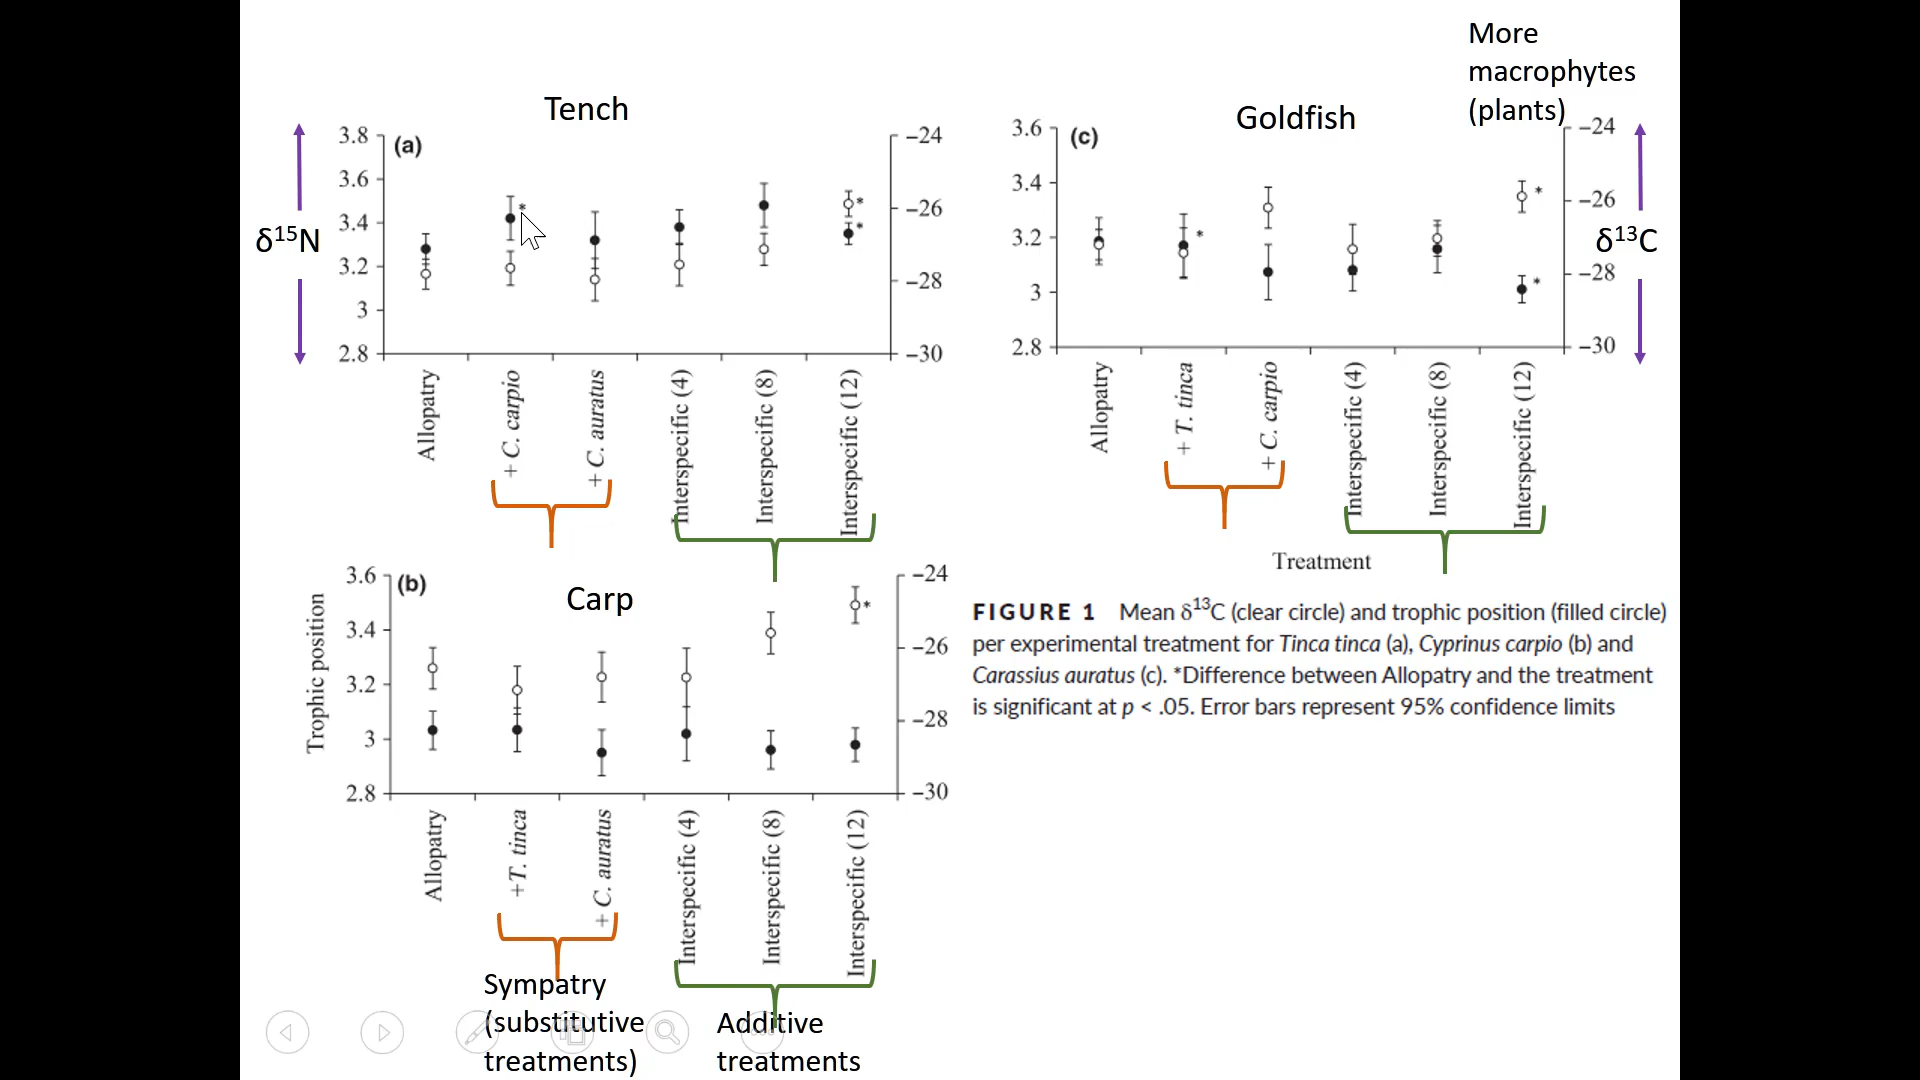 More
macrophytes
(plants)
Tench
Goldfish
δ¹⁵N
3.8
3.6
3.4
3.2
3
2.8
(a)
*
*
*
−24
−26
−28
−30
Allopatry
+ C. carpio
+ C. auratus
Interspecific (4)
Interspecific (8)
Interspecific (12)
3.6
3.4
3.2
3
2.8
(c)
*
*
*
−24
−26
−28
−30
δ¹³C
Allopatry
+ T. tinca
+ C. carpio
Interspecific (4)
Interspecific (8)
Interspecific (12)
Treatment
Trophic position
3.6
3.4
3.2
3
2.8
(b)
Carp
*
−24
−26
−28
−30
Allopatry
+T. tinca
+ C. auratus
Interspecific (4)
Interspecific (8)
Interspecific (12)
FIGURE 1 Mean δ¹³C (clear circle) and trophic position (filled circle)
per experimental treatment for Tinca tinca (a), Cyprinus carpio (b) and
Carassius auratus (c). *Difference between Allopatry and the treatment
is significant at p < .05. Error bars represent 95% confidence limits
Sympatry
(substitutive
treatments)
Additive
treatments